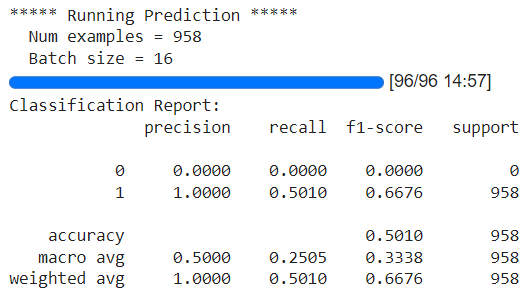 ***** Running Prediction *****
  Num examples = 958
  Batch size = 16
[96/96 14:57]
Classification Report:
              precision    recall  f1-score   support

           0     0.0000    0.0000    0.0000         0
           1     1.0000    0.5010    0.6676       958

    accuracy                         0.5010       958
   macro avg     0.5000    0.2505    0.3338       958
weighted avg     1.0000    0.5010    0.6676       958